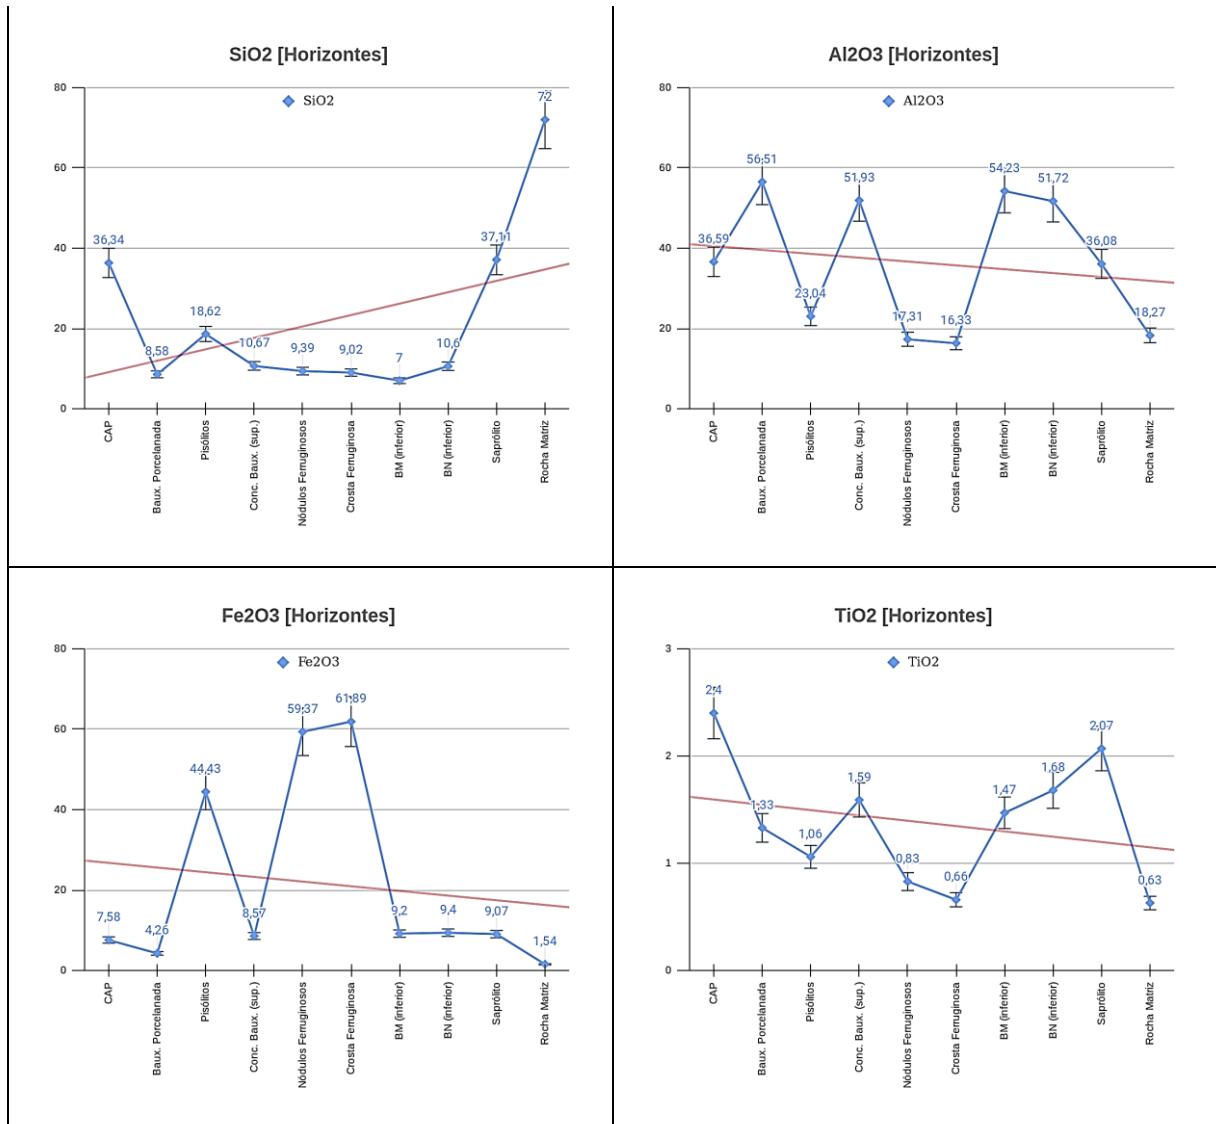 SiO2 [Horizontes]
80
60
40
20
0
SiO2
36,34
8,58
18,62
10,67
9,39
9,02
7
10,6
37,11
72
CAP
Baux. Porcelanada
Pisólitos
Conc. Baux. (sup.)
Nódulos Ferruginosos
Crosta Ferruginosa
BM (inferior)
BN (inferior)
Saprólito
Rocha Matriz
Al2O3 [Horizontes]
80
60
40
20
0
Al2O3
36,59
56,51
23,04
51,93
17,31
16,33
54,23
51,72
36,08
18,27
CAP
Baux. Porcelanada
Pisólitos
Conc. Baux. (sup.)
Nódulos Ferruginosos
Crosta Ferruginosa
BM (inferior)
BN (inferior)
Saprólito
Rocha Matriz
Fe2O3 [Horizontes]
80
60
40
20
0
Fe2O3
7,58
4,26
44,43
8,57
59,37
61,89
9,2
9,4
9,07
1,54
CAP
Baux. Porcelanada
Pisólitos
Conc. Baux. (sup.)
Nódulos Ferruginosos
Crosta Ferruginosa
BM (inferior)
BN (inferior)
Saprólito
Rocha Matriz
TiO2 [Horizontes]
3
2
1
0
TiO2
2,4
1,33
1,06
1,59
0,83
0,66
1,47
1,68
2,07
0,63
CAP
Baux. Porcelanada
Pisólitos
Conc. Baux. (sup.)
Nódulos Ferruginosos
Crosta Ferruginosa
BM (inferior)
BN (inferior)
Saprólito
Rocha Matriz